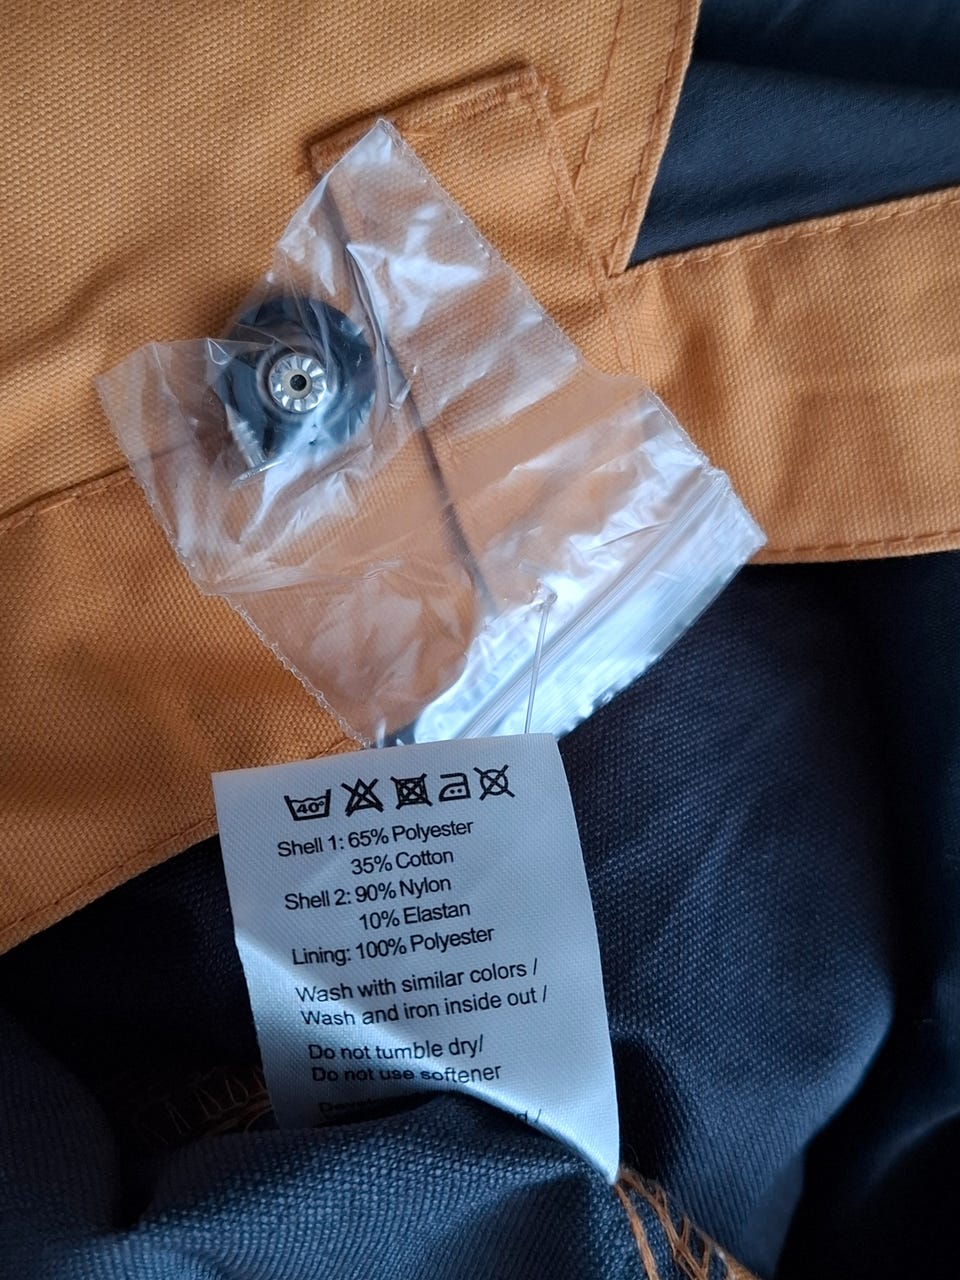 40°
Shell 1: 65% Polyester
35% Cotton
Shell 2: 90% Nylon
10% Elastan
Lining: 100% Polyester
Wash with similar colors /
Wash and iron inside out /
Do not tumble dry/
Do not use softener